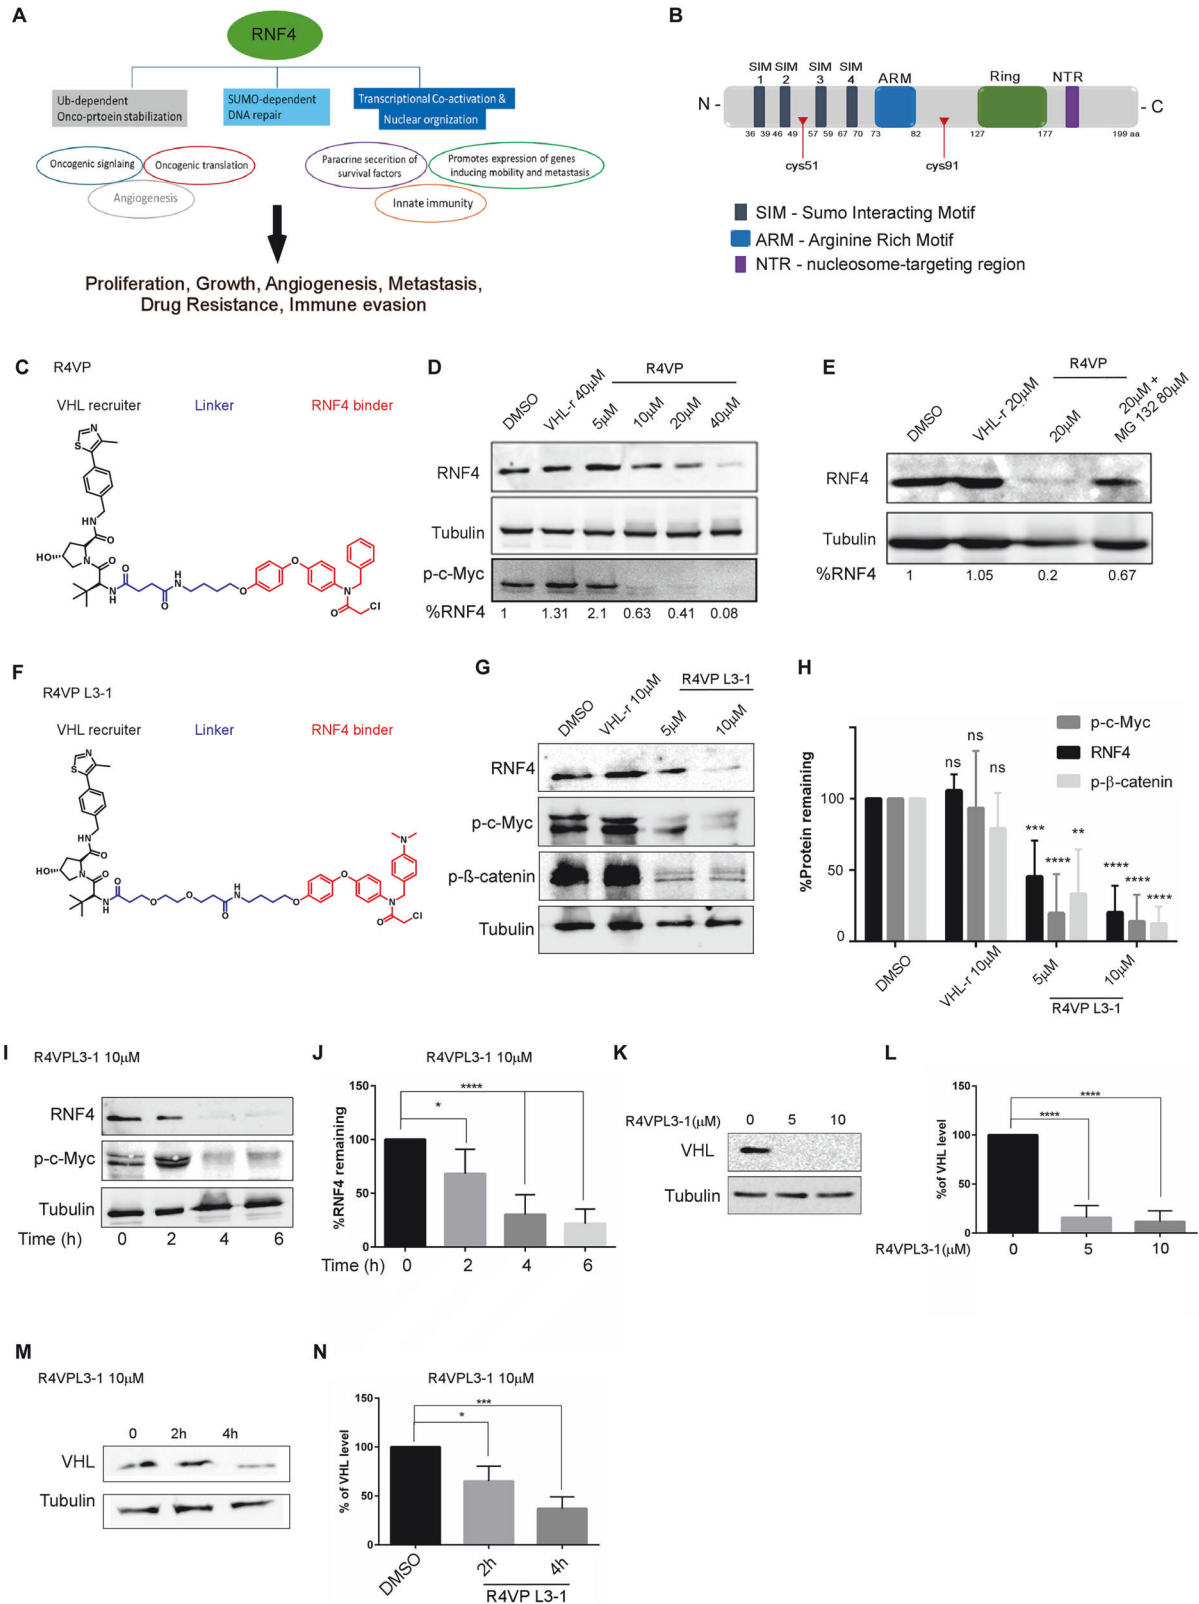 A
RNF4
Ub-dependent
Onco-prtoein stabilization
SUMO-dependent
DNA repair
Transcriptional Co-activation &
Nuclear orgnization
Oncogenic signlaing
Oncogenic translation
Angiogenesis
Paracrine secerition of
survival factors
Promotes expression of genes
inducing mobility and metastasis
Innate immunity
Proliferation, Growth, Angiogenesis, Metastasis,
Drug Resistance, Immune evasion
B
SIM SIM SIM SIM
1 2 3 4 ARM Ring NTR
N - - C
36 39 46 49 57 59 67 70 73 82 127 177 199 aa
cys51 cys91
SIM - Sumo Interacting Motif
ARM - Arginine Rich Motif
NTR - nucleosome-targeting region
C
R4VP
VHL recruiter Linker RNF4 binder
N
S
HN O
HO N O
N H O O H N O O N O Cl
D
R4VP
DMSO VHL-r 40µM 5µM 10µM 20µM 40µM
RNF4
Tubulin
p-c-Myc
%RNF4 1 1.31 2.1 0.63 0.41 0.08
E
R4VP
DMSO VHL-r 20µM 20µM 20µM + MG 132 80µM
RNF4
Tubulin
%RNF4 1 1.05 0.2 0.67
F
R4VP L3-1
VHL recruiter Linker RNF4 binder
N
S
HN O
HO N O
N H O O O O H N O O N N O Cl
G
R4VP L3-1
DMSO VHL-r 10µM 5µM 10µM
RNF4
p-c-Myc
p-ß-catenin
Tubulin
H
p-c-Myc
RNF4
p-β-catenin
%Protein remaining
100
50
0
ns ns ns
*** **** **
**** **** ****
DMSO VHL-r 10µM 5µM 10µM
R4VP L3-1
I
R4VPL3-1 10µM
RNF4
p-c-Myc
Tubulin
Time (h) 0 2 4 6
J
R4VPL3-1 10µM
%RNF4 remaining
150
100
50
0
****
*
Time (h) 0 2 4 6
K
R4VPL3-1(µM) 0 5 10
VHL
Tubulin
L
%of VHL level
150
100
50
0
****
****
R4VPL3-1(µM) 0 5 10
M
R4VPL3-1 10µM
0 2h 4h
VHL
Tubulin
N
R4VPL3-1 10µM
% of VHL level
150
100
50
0
***
*
DMSO 2h 4h
R4VP L3-1